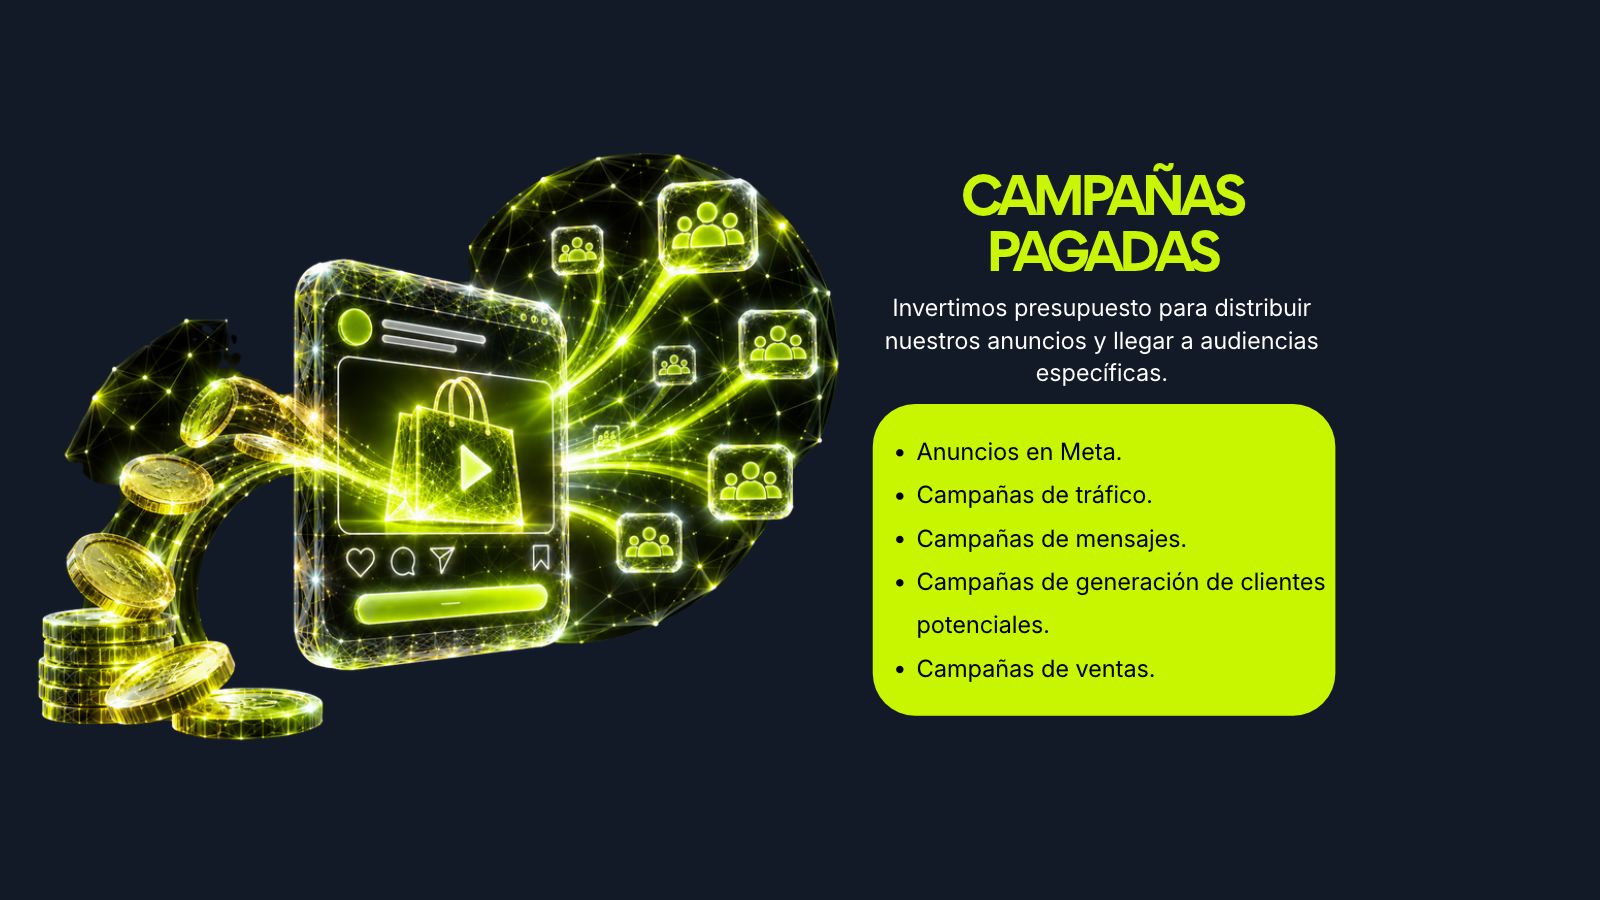 CAMPAÑAS
PAGADAS
Invertimos presupuesto para distribuir
nuestros anuncios y llegar a audiencias
específicas.
• Anuncios en Meta.
• Campañas de tráfico.
• Campañas de mensajes.
• Campañas de generación de clientes
potenciales.
• Campañas de ventas.